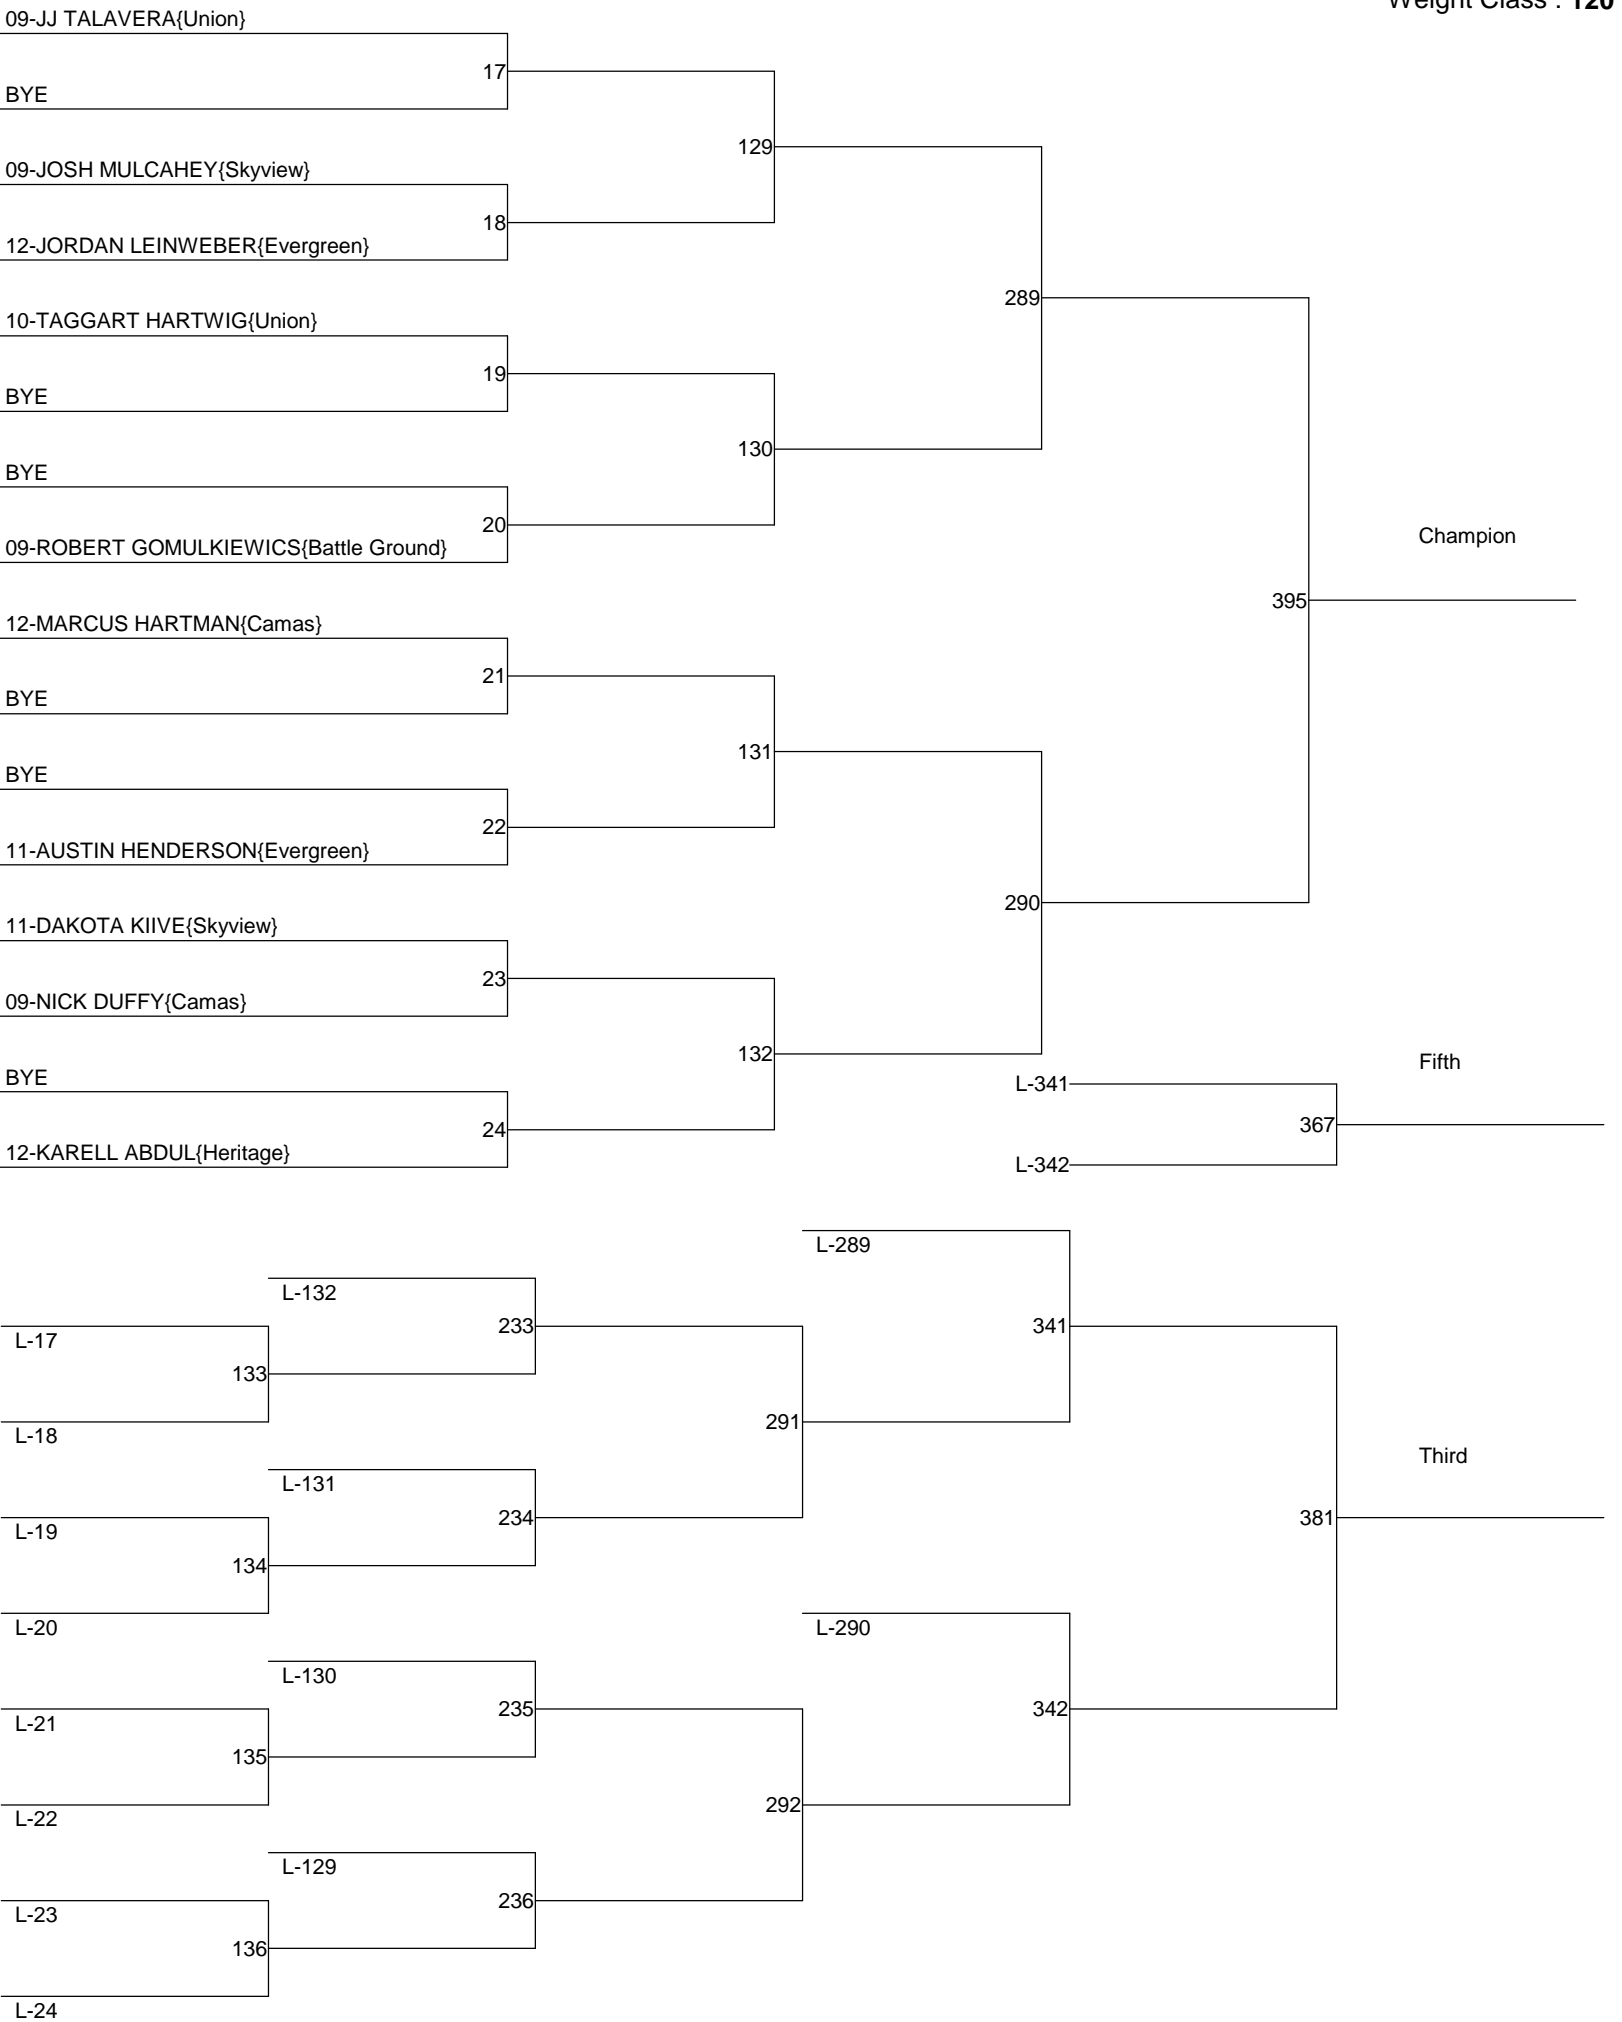 Weight Class : 120
09-JJ TALAVERA{Union}
17
BYE
129
09-JOSH MULCAHEY{Skyview}
18
12-JORDAN LEINWEBER{Evergreen}
289
10-TAGGART HARTWIG{Union}
19
BYE
130
BYE
20
09-ROBERT GOMULKIEWICS{Battle Ground}
Champion
395
12-MARCUS HARTMAN{Camas}
21
BYE
131
BYE
22
11-AUSTIN HENDERSON{Evergreen}
290
11-DAKOTA KIIVE{Skyview}
23
09-NICK DUFFY{Camas}
132
BYE
24
12-KARELL ABDUL{Heritage}
Fifth
L-341
367
L-342
L-289
L-132
233
341
L-17
133
291
L-18
Third
L-131
234
381
L-19
134
L-20
L-290
L-130
235
342
L-21
135
292
L-22
L-129
236
L-23
136
L-24